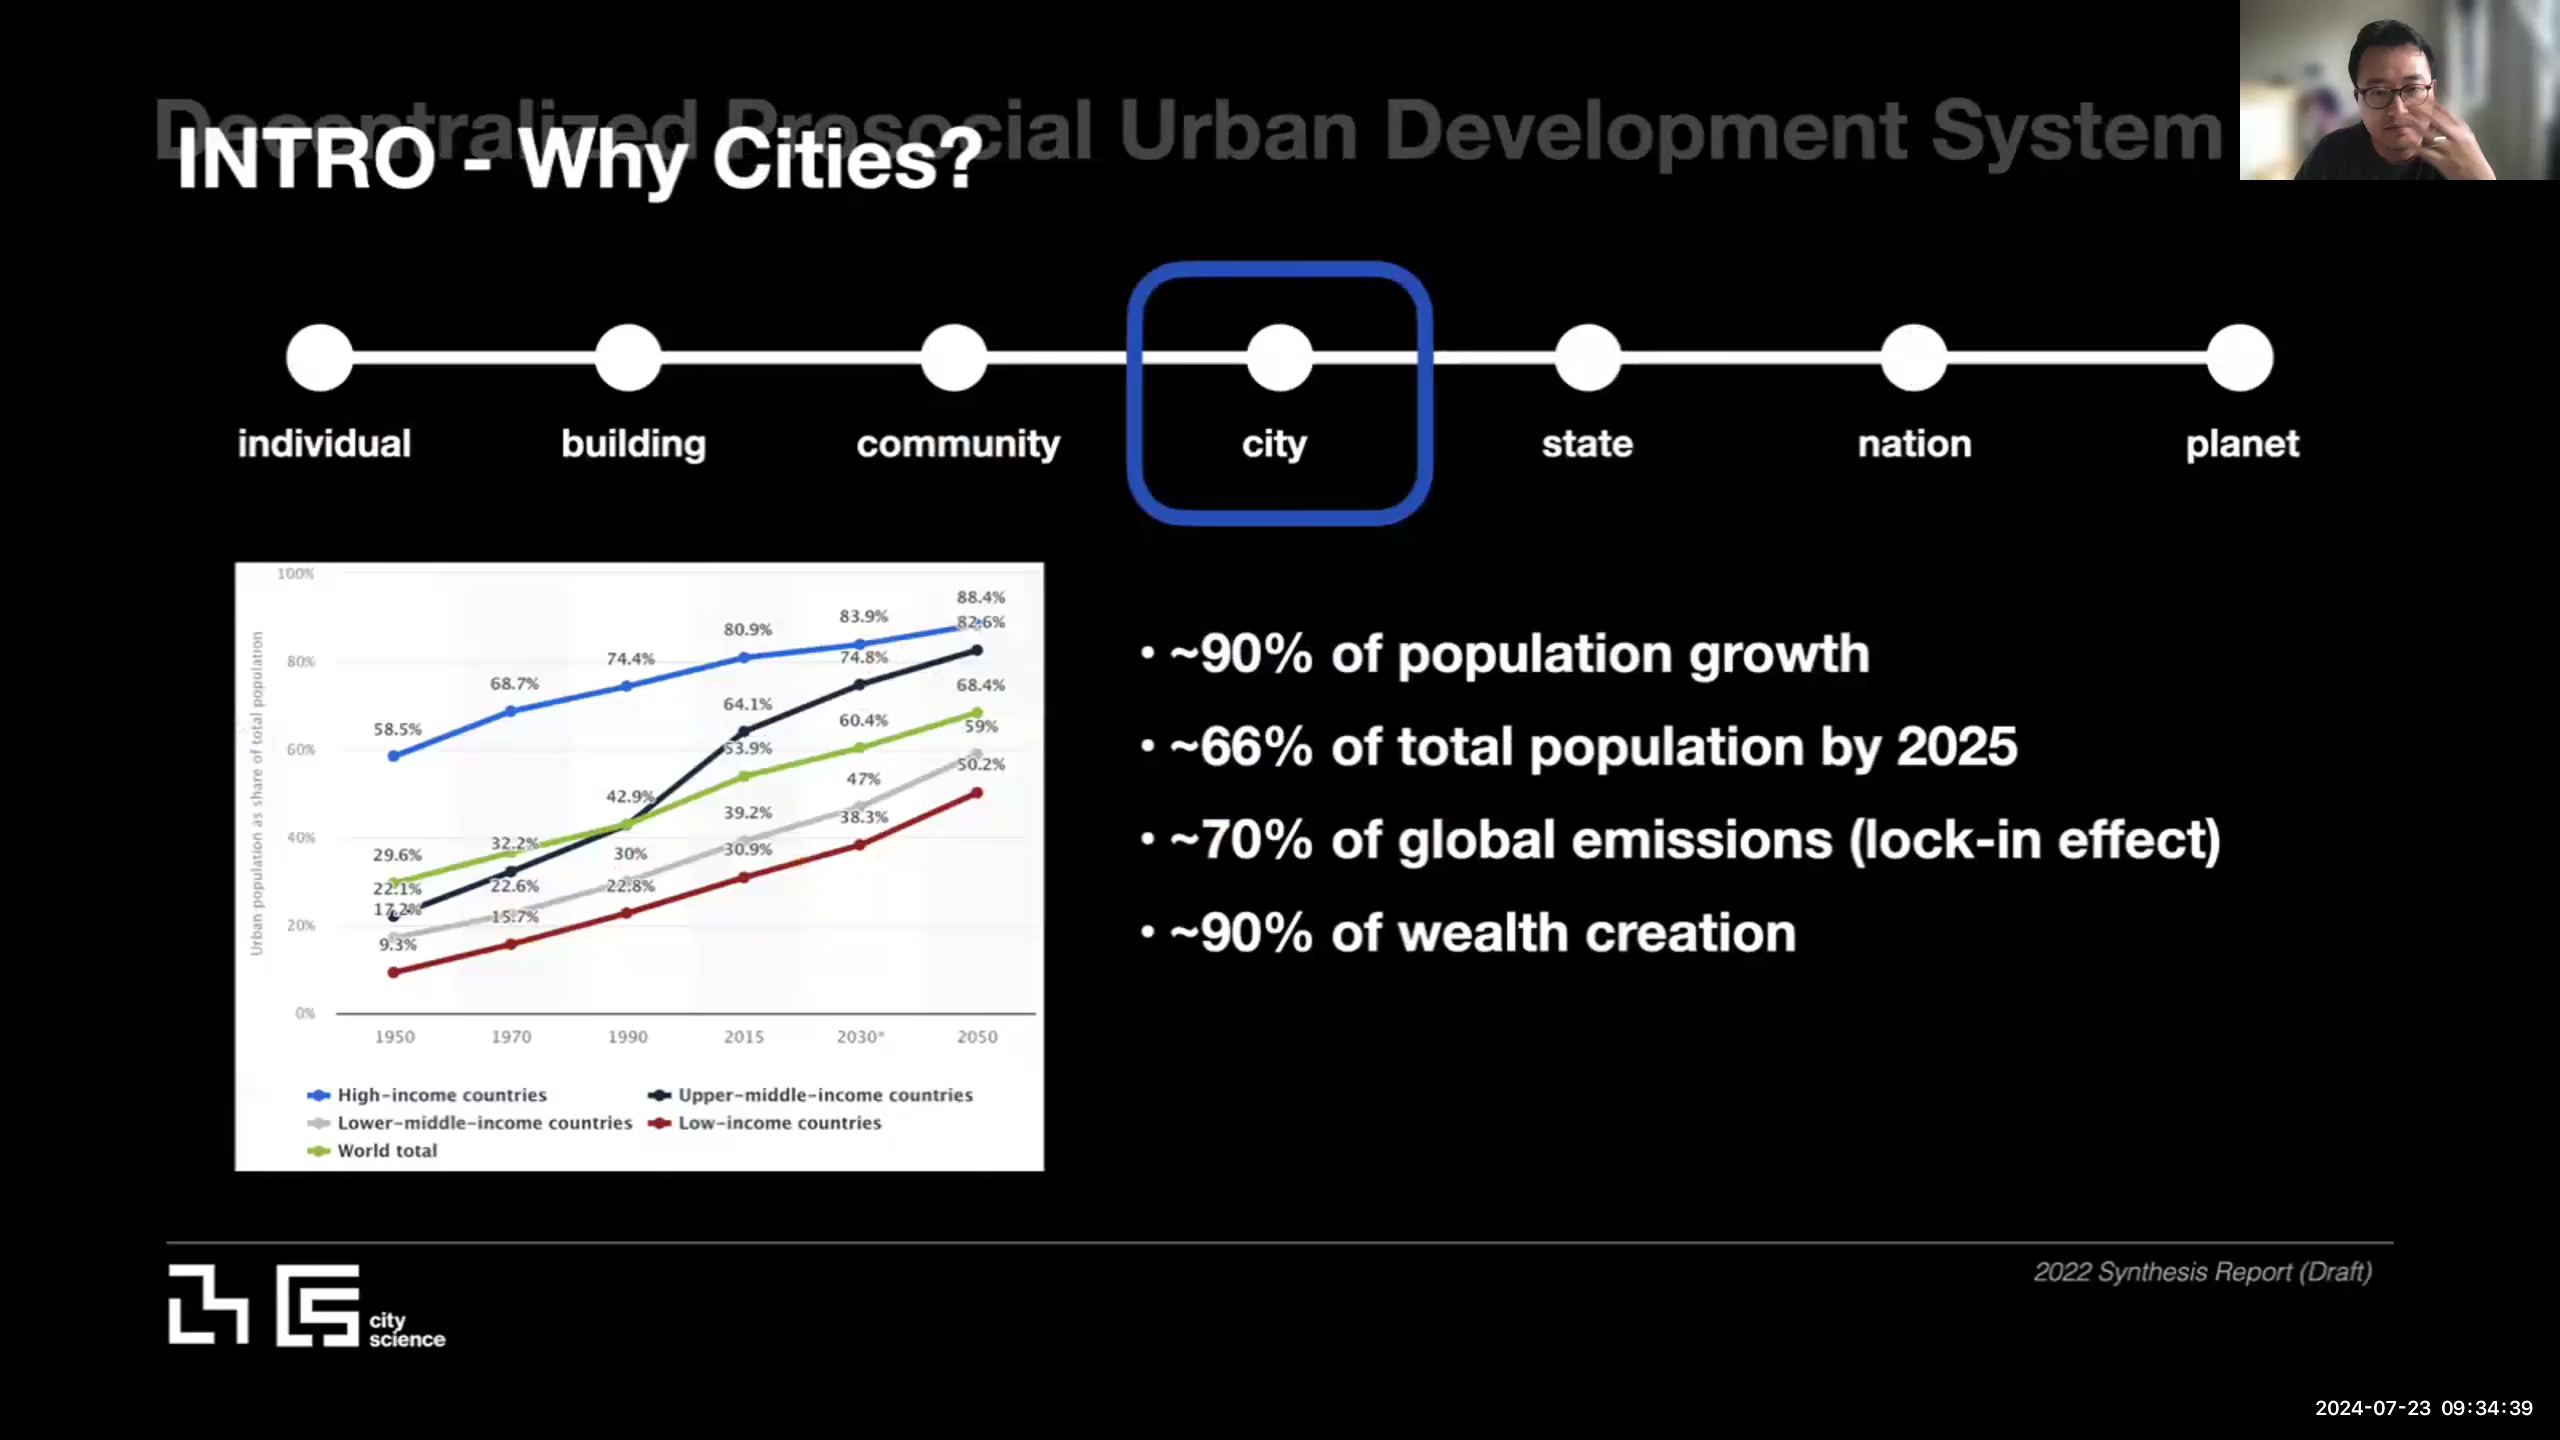 Decentralized Prosocial Urban Development System
INTRO - Why Cities?
individual
building
community
city
state
nation
planet
Urban population as share of total population
100%
80%
60%
40%
20%
0%
58.5%
68.7%
74.4%
80.9%
83.9%
88.4%
82.6%
74.8%
64.1%
68.4%
60.4%
53.9%
59%
42.9%
47%
50.2%
39.2%
38.3%
29.6%
32.2%
30%
30.9%
22.1%
22.6%
22.8%
17.2%
15.7%
9.3%
1950
1970
1990
2015
2030*
2050
High-income countries
Upper-middle-income countries
Lower-middle-income countries
Low-income countries
World total
• ~90% of population growth
• ~66% of total population by 2025
• ~70% of global emissions (lock-in effect)
• ~90% of wealth creation
city
science
2022 Synthesis Report (Draft)
2024-07-23 09:34:39